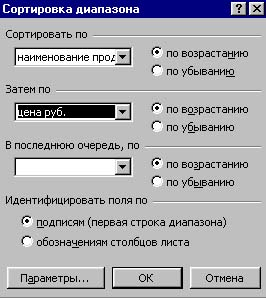 Сортировка диапазона
Сортировать по
наименование прод
по возрастанию
по убыванию
Затем по
цена руб.
по возрастанию
по убыванию
В последнюю очередь, по
по возрастанию
по убыванию
Идентифицировать поля по
подписям (первая строка диапазона)
обозначениям столбцов листа
Параметры... ОК Отмена